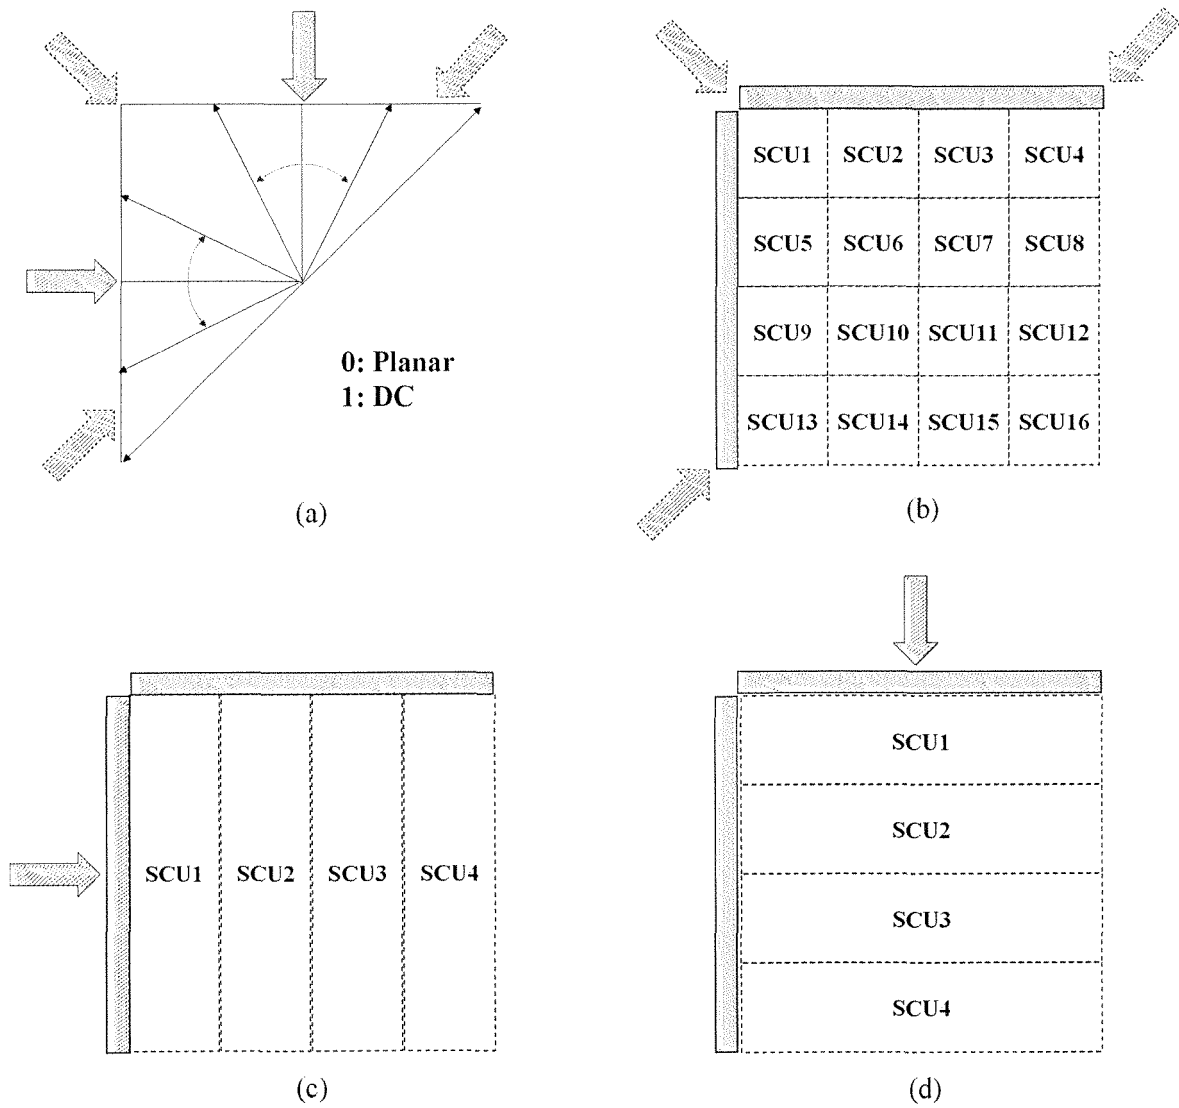 0: Planar
1: DC
(a)
SCU1 SCU2 SCU3 SCU4
SCU5 SCU6 SCU7 SCU8
SCU9 SCU10 SCU11 SCU12
SCU13 SCU14 SCU15 SCU16
(b)
SCU1 SCU2 SCU3 SCU4
(c)
SCU1
SCU2
SCU3
SCU4
(d)